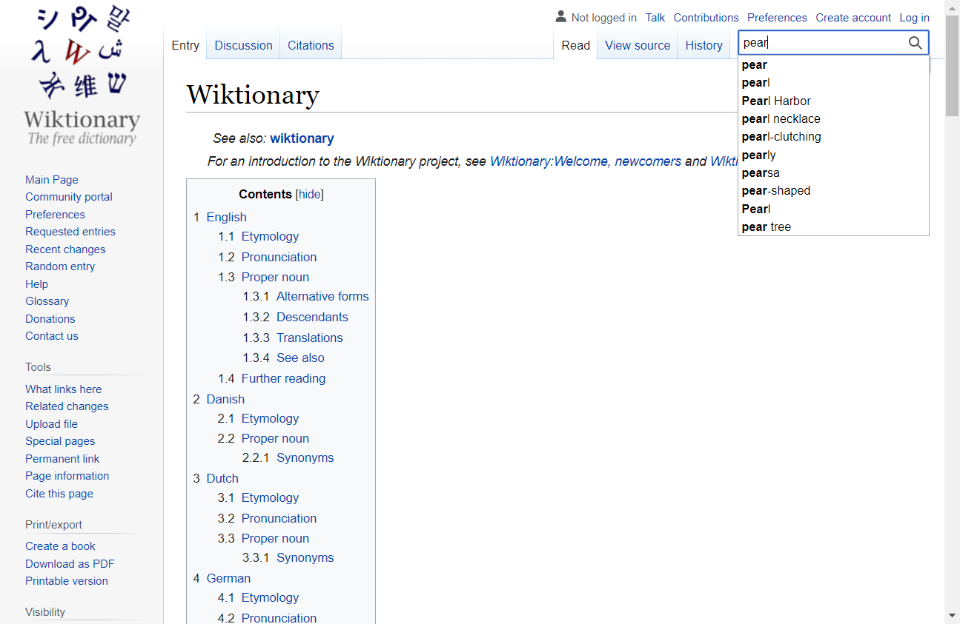 Wiktionary
The free dictionary
Not logged in Talk Contributions Preferences Create account Log in
Entry Discussion Citations Read View source History
pear
pear
pearl
Pearl Harbor
pearl necklace
pearl-clutching
pearly
pearsa
pear-shaped
Pearl
pear tree
Wiktionary
See also: wiktionary
For an introduction to the Wiktionary project, see Wiktionary:Welcome, newcomers and
Contents [hide]
1 English
1.1 Etymology
1.2 Pronunciation
1.3 Proper noun
1.3.1 Alternative forms
1.3.2 Descendants
1.3.3 Translations
1.3.4 See also
1.4 Further reading
2 Danish
2.1 Etymology
2.2 Proper noun
2.2.1 Synonyms
3 Dutch
3.1 Etymology
3.2 Pronunciation
3.3 Proper noun
3.3.1 Synonyms
4 German
4.1 Etymology
4.2 Pronunciation
Main Page
Community portal
Preferences
Requested entries
Recent changes
Random entry
Help
Glossary
Donations
Contact us
Tools
What links here
Related changes
Upload file
Special pages
Permanent link
Page information
Cite this page
Print/export
Create a book
Download as PDF
Printable version
Visibility